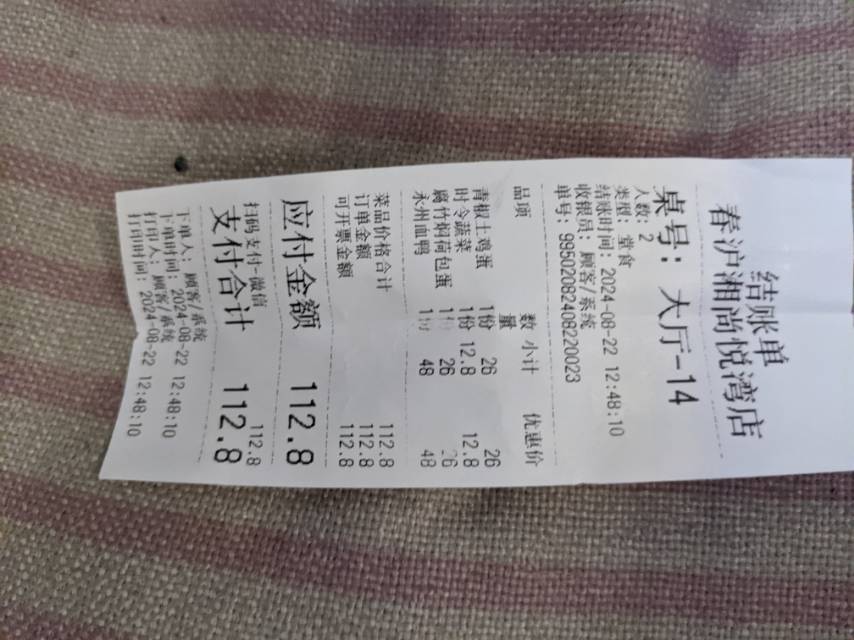 结账单
春沪湘尚悦湾店
桌号：大厅-14
人数：2
类型：堂食
结账时间：2024-08-22 12:48:10
收银员：顾客/系统
单号：99502082408220023
品项 数量 小计 优惠价
青椒土鸡蛋 1份 26 26
时令蔬菜 1份 12.8 12.8
腐竹焖荷包蛋 1份 26 26
永州血鸭 1份 48 48
菜品价格合计 112.8
订单金额 112.8
可开票金额 112.8
应付金额 112.8
扫码支付-微信 112.8
支付合计 112.8
下单人：顾客/系统
下单时间：2024-08-22 12:48:10
打印人：顾客/系统
打印时间：2024-08-22 12:48:10